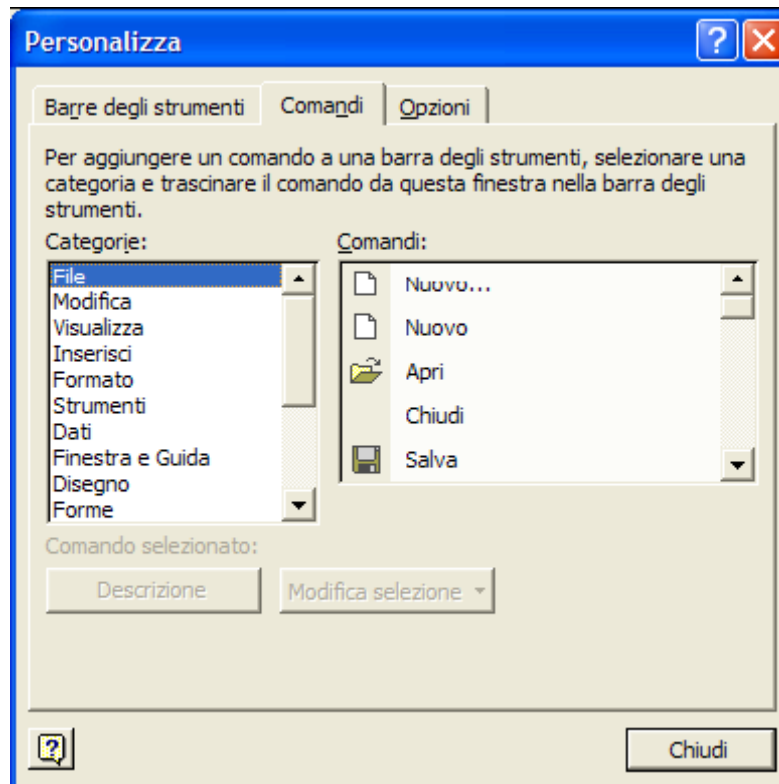 Personalizza
Barre degli strumenti Comandi Opzioni
Per aggiungere un comando a una barra degli strumenti, selezionare una
categoria e trascinare il comando da questa finestra nella barra degli
strumenti.
Categorie:
File
Modifica
Visualizza
Inserisci
Formato
Strumenti
Dati
Finestra e Guida
Disegno
Forme
Comandi:
Nuovo...
Nuovo
Apri
Chiudi
Salva
Comando selezionato:
Descrizione Modifica selezione
Chiudi